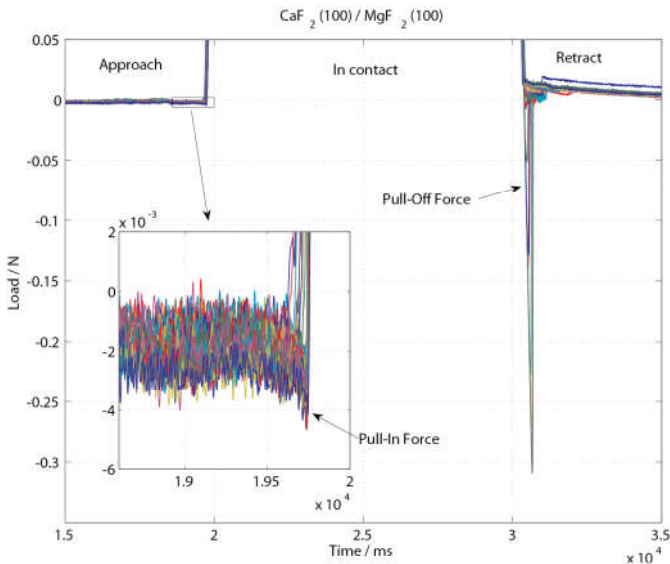 CaF 2 (100) / MgF 2 (100)
0.05
0
-0.05
-0.1
-0.15
-0.2
-0.25
-0.3
Load / N
Approach
In contact
Retract
Pull-Off Force
x 10 -3
2
0
-2
-4
-6
1.9
1.95
2
x 10 4
Pull-In Force
1.5
2
2.5
3
3.5
x 10 4
Time / ms